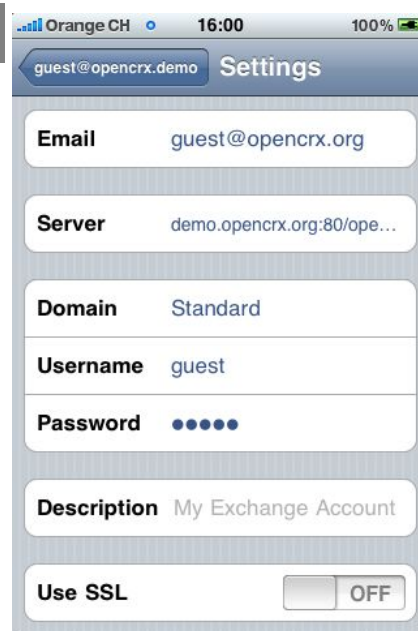 Orange CH 16:00 100%
guest@opencrx.demo Settings
Email guest@opencrx.org
Server demo.opencrx.org:80/ope...
Domain Standard
Username guest
Password •••••
Description My Exchange Account
Use SSL OFF